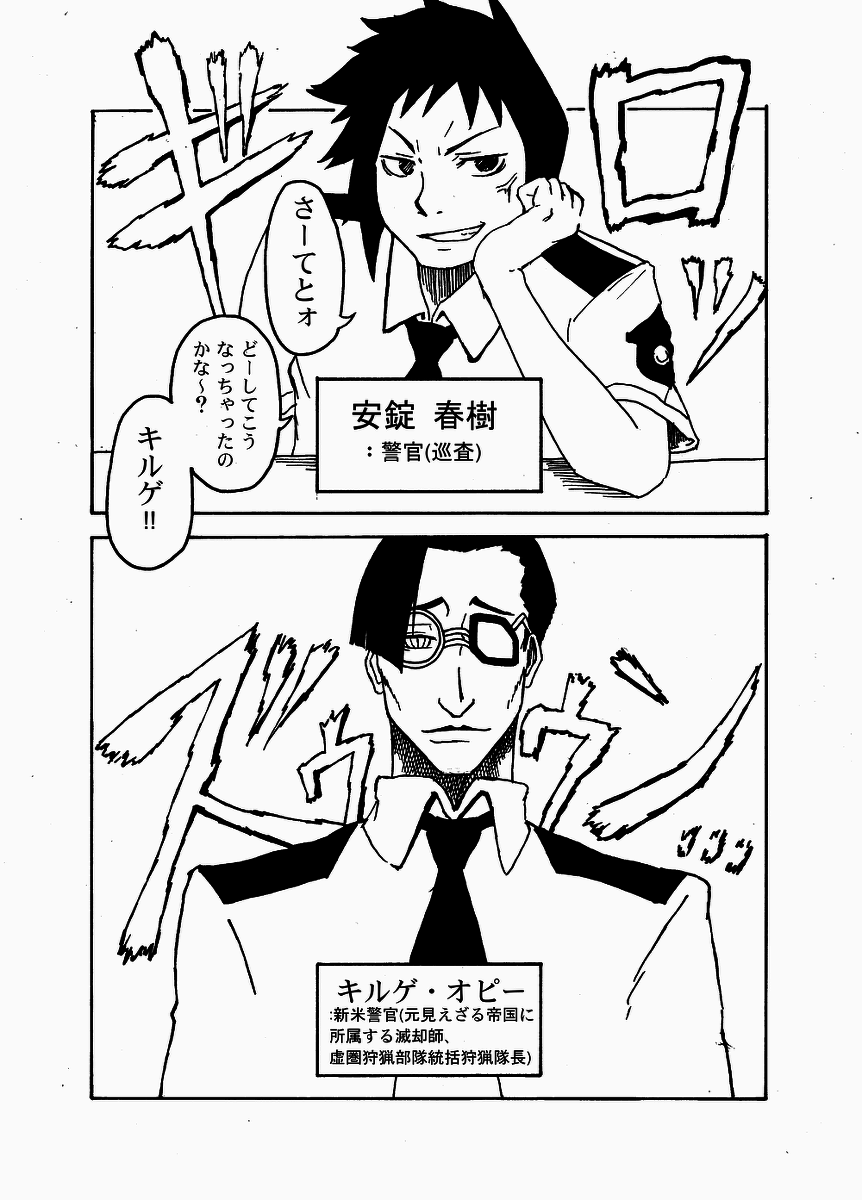 ギロッ
さーてとォ
どーしてこう
なっちゃったの
かな～?
キルゲ!!
安錠 春樹
：警官(巡査)
ズゥゥン
キルゲ・オピー
:新米警官(元見えざる帝国に
所属する滅却師、
虚圏狩猟部隊統括狩猟隊長)